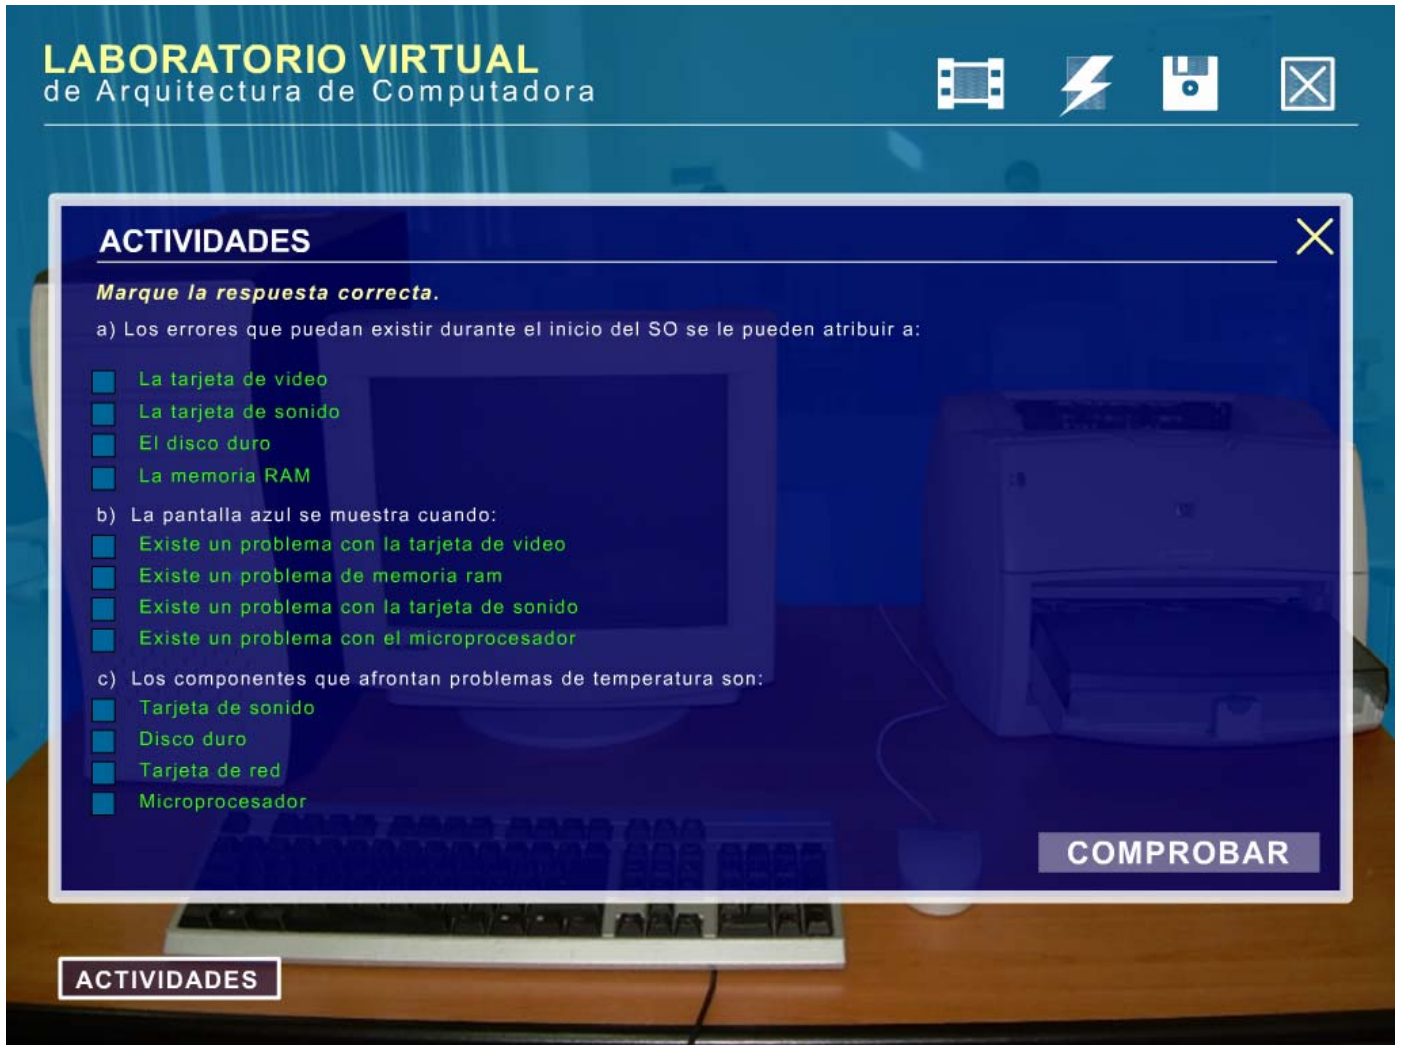 LABORATORIO VIRTUAL
de Arquitectura de Computadora
ACTIVIDADES
Marque la respuesta correcta.
a) Los errores que puedan existir durante el inicio del SO se le pueden atribuir a:
La tarjeta de video
La tarjeta de sonido
El disco duro
La memoria RAM
b) La pantalla azul se muestra cuando:
Existe un problema con la tarjeta de video
Existe un problema de memoria ram
Existe un problema con la tarjeta de sonido
Existe un problema con el microprocesador
c) Los componentes que afrontan problemas de temperatura son:
Tarjeta de sonido
Disco duro
Tarjeta de red
Microprocesador
COMPROBAR
ACTIVIDADES